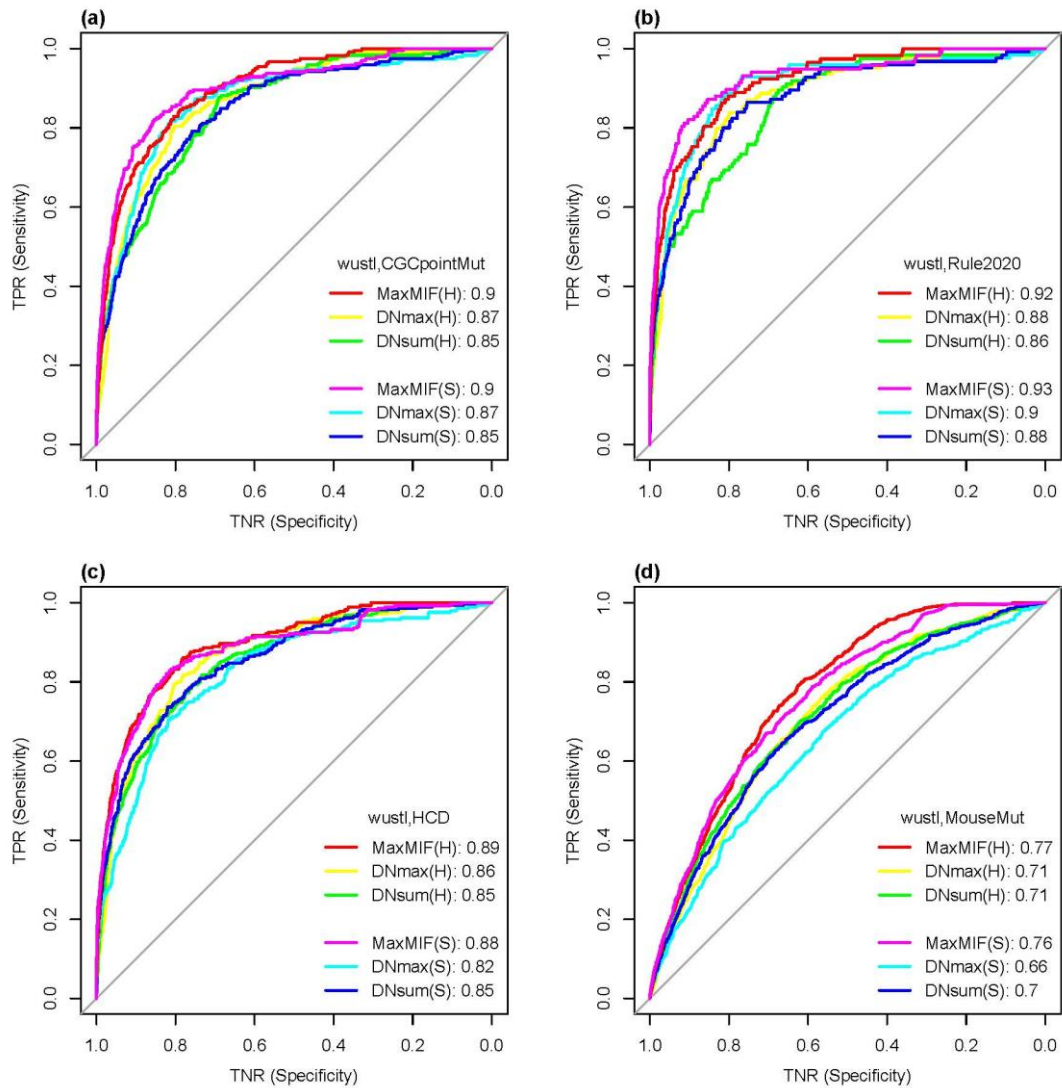 (a)
TPR (Sensitivity)
1.0
0.8
0.6
0.4
0.2
0.0
wustl,CGCpointMut
MaxMIF(H): 0.9
DNmax(H): 0.87
DNsum(H): 0.85
MaxMIF(S): 0.9
DNmax(S): 0.87
DNsum(S): 0.85
1.0 0.8 0.6 0.4 0.2 0.0
TNR (Specificity)
(b)
TPR (Sensitivity)
1.0
0.8
0.6
0.4
0.2
0.0
wustl,Rule2020
MaxMIF(H): 0.92
DNmax(H): 0.88
DNsum(H): 0.86
MaxMIF(S): 0.93
DNmax(S): 0.9
DNsum(S): 0.88
1.0 0.8 0.6 0.4 0.2 0.0
TNR (Specificity)
(c)
TPR (Sensitivity)
1.0
0.8
0.6
0.4
0.2
0.0
wustl,HCD
MaxMIF(H): 0.89
DNmax(H): 0.86
DNsum(H): 0.85
MaxMIF(S): 0.88
DNmax(S): 0.82
DNsum(S): 0.85
1.0 0.8 0.6 0.4 0.2 0.0
TNR (Specificity)
(d)
TPR (Sensitivity)
1.0
0.8
0.6
0.4
0.2
0.0
wustl,MouseMut
MaxMIF(H): 0.77
DNmax(H): 0.71
DNsum(H): 0.71
MaxMIF(S): 0.76
DNmax(S): 0.66
DNsum(S): 0.7
1.0 0.8 0.6 0.4 0.2 0.0
TNR (Specificity)